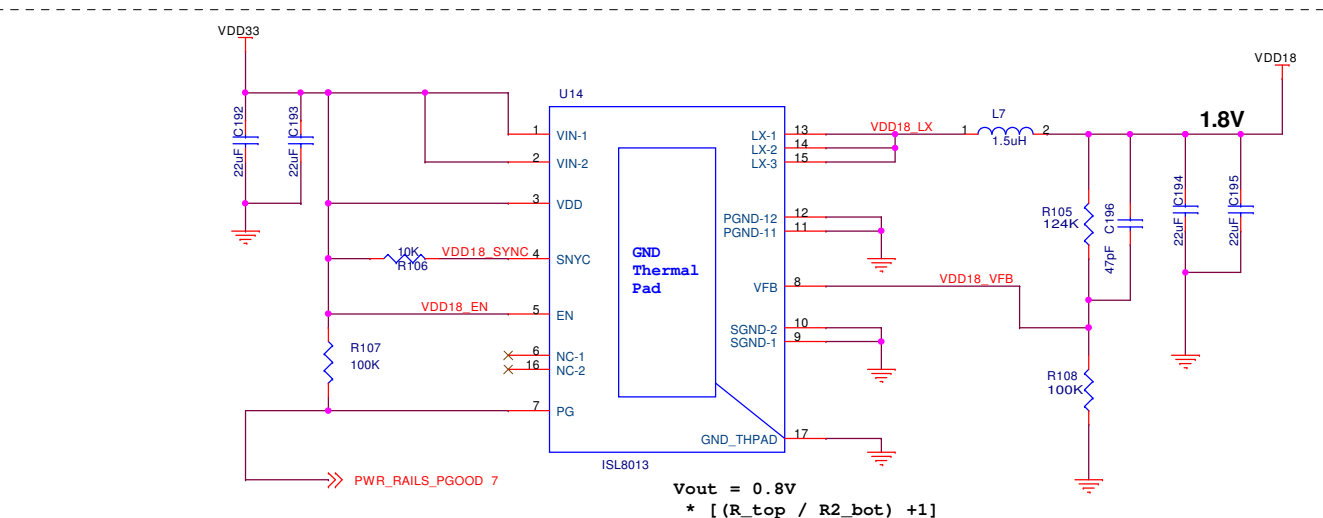 VDD33
VDD18
22uF C192
22uF C193
U14
1 VIN-1
2 VIN-2
3 VDD
10K
R106
VDD18_SYNC 4 SNYC
VDD18_EN 5 EN
6 NC-1
16 NC-2
R107
100K
7 PG
PWR_RAILS_PGOOD 7
GND
Thermal
Pad
LX-1 13
LX-2 14
LX-3 15
VDD18_LX
L7
1 2
1.5uH
1.8V
PGND-12 12
PGND-11 11
VFB 8
VDD18_VFB
SGND-2 10
SGND-1 9
GND_THPAD 17
R105
124K
47pF C196
22uF C194
22uF C195
R108
100K
ISL8013
Vout = 0.8V
* [(R_top / R2_bot) +1]